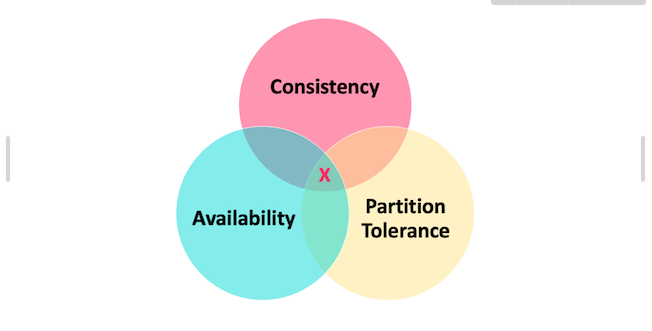 Consistency
X
Availability
Partition
Tolerance